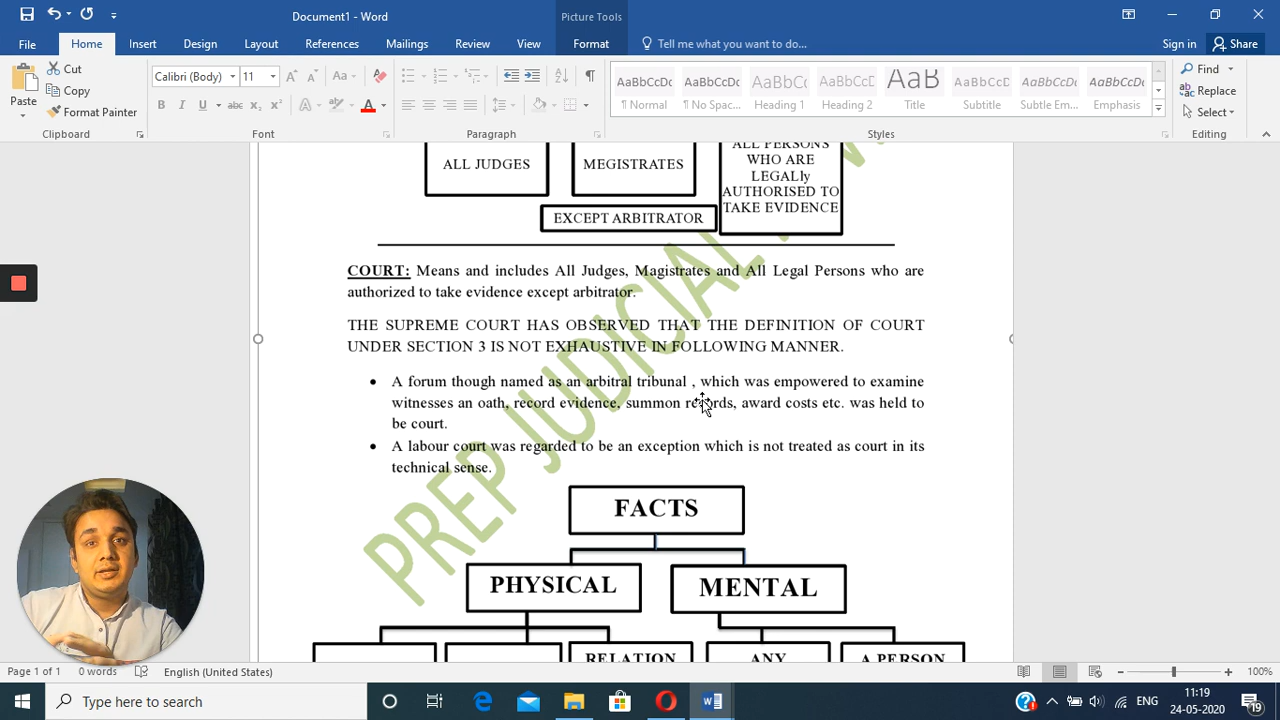 Document1 - Word
Picture Tools
File Home Insert Design Layout References Mailings Review View Format Tell me what you want to do... Sign in Share
Paste
Cut
Copy
Format Painter
Clipboard
Calibri (Body) 11
Font
Paragraph
AaBbCcDc AaBbCcDc AaBbCc AaBbCcD AaB AaBbCcD AaBbCcDc AaBbCcDc
¶ Normal ¶ No Spac... Heading 1 Heading 2 Title Subtitle Subtle Em... Emphasis
Styles
Find
Replace
Select
Editing
ALL JUDGES
MEGISTRATES
ALL PERSONS
WHO ARE
LEGALly
AUTHORISED TO
TAKE EVIDENCE
EXCEPT ARBITRATOR
COURT: Means and includes All Judges, Magistrates and All Legal Persons who are
authorized to take evidence except arbitrator.
THE SUPREME COURT HAS OBSERVED THAT THE DEFINITION OF COURT
UNDER SECTION 3 IS NOT EXHAUSTIVE IN FOLLOWING MANNER.
• A forum though named as an arbitral tribunal , which was empowered to examine
witnesses an oath, record evidence, summon records, award costs etc. was held to
be court.
• A labour court was regarded to be an exception which is not treated as court in its
technical sense.
PREP JUDICIAL
FACTS
PHYSICAL
MENTAL
RELATION
ANY
A PERSON
Page 1 of 1 0 words English (United States) 100%
Type here to search
ENG
11:19
24-05-2020
19